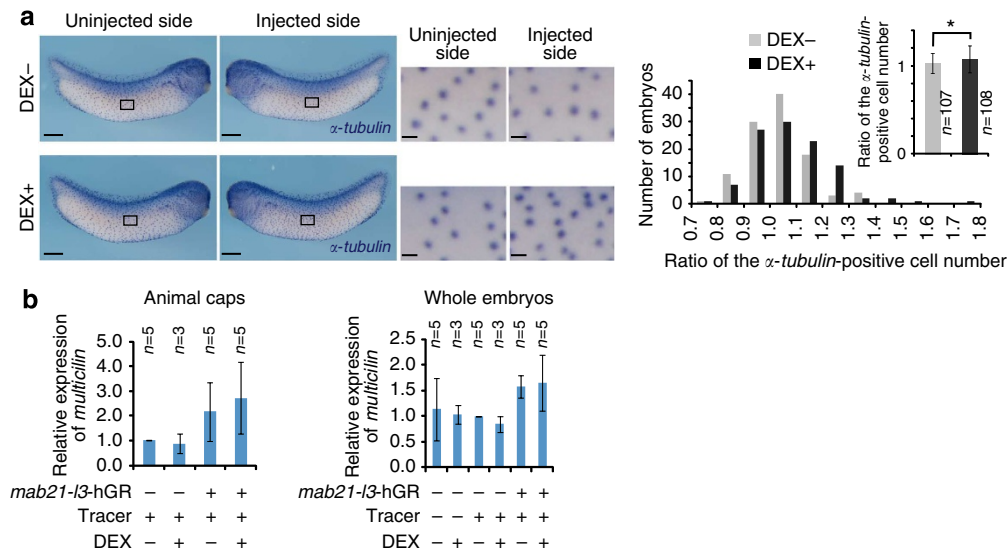 a
Uninjected side
Injected side
Uninjected side
Injected side
DEX–
α-tubulin
DEX+
α-tubulin
DEX–
DEX+
Number of embryos
40
30
20
10
0
0.7
0.8
0.9
1.0
1.1
1.2
1.3
1.4
1.5
1.6
1.7
1.8
Ratio of the α-tubulin-positive cell number
Ratio of the α-tubulin-
positive cell number
1
0
*
n=107
n=108
b
Animal caps
Relative expression
of multicilin
5.0
4.0
3.0
2.0
1.0
0.0
n=5
n=3
n=5
n=5
mab21-l3-hGR – – + +
Tracer + + + +
DEX – + – +
Whole embryos
Relative expression
of multicilin
2.5
2.0
1.5
1.0
0.5
0.0
n=5
n=3
n=5
n=3
n=5
n=5
mab21-l3-hGR – – – – + +
Tracer – – + + + +
DEX – + – + – +